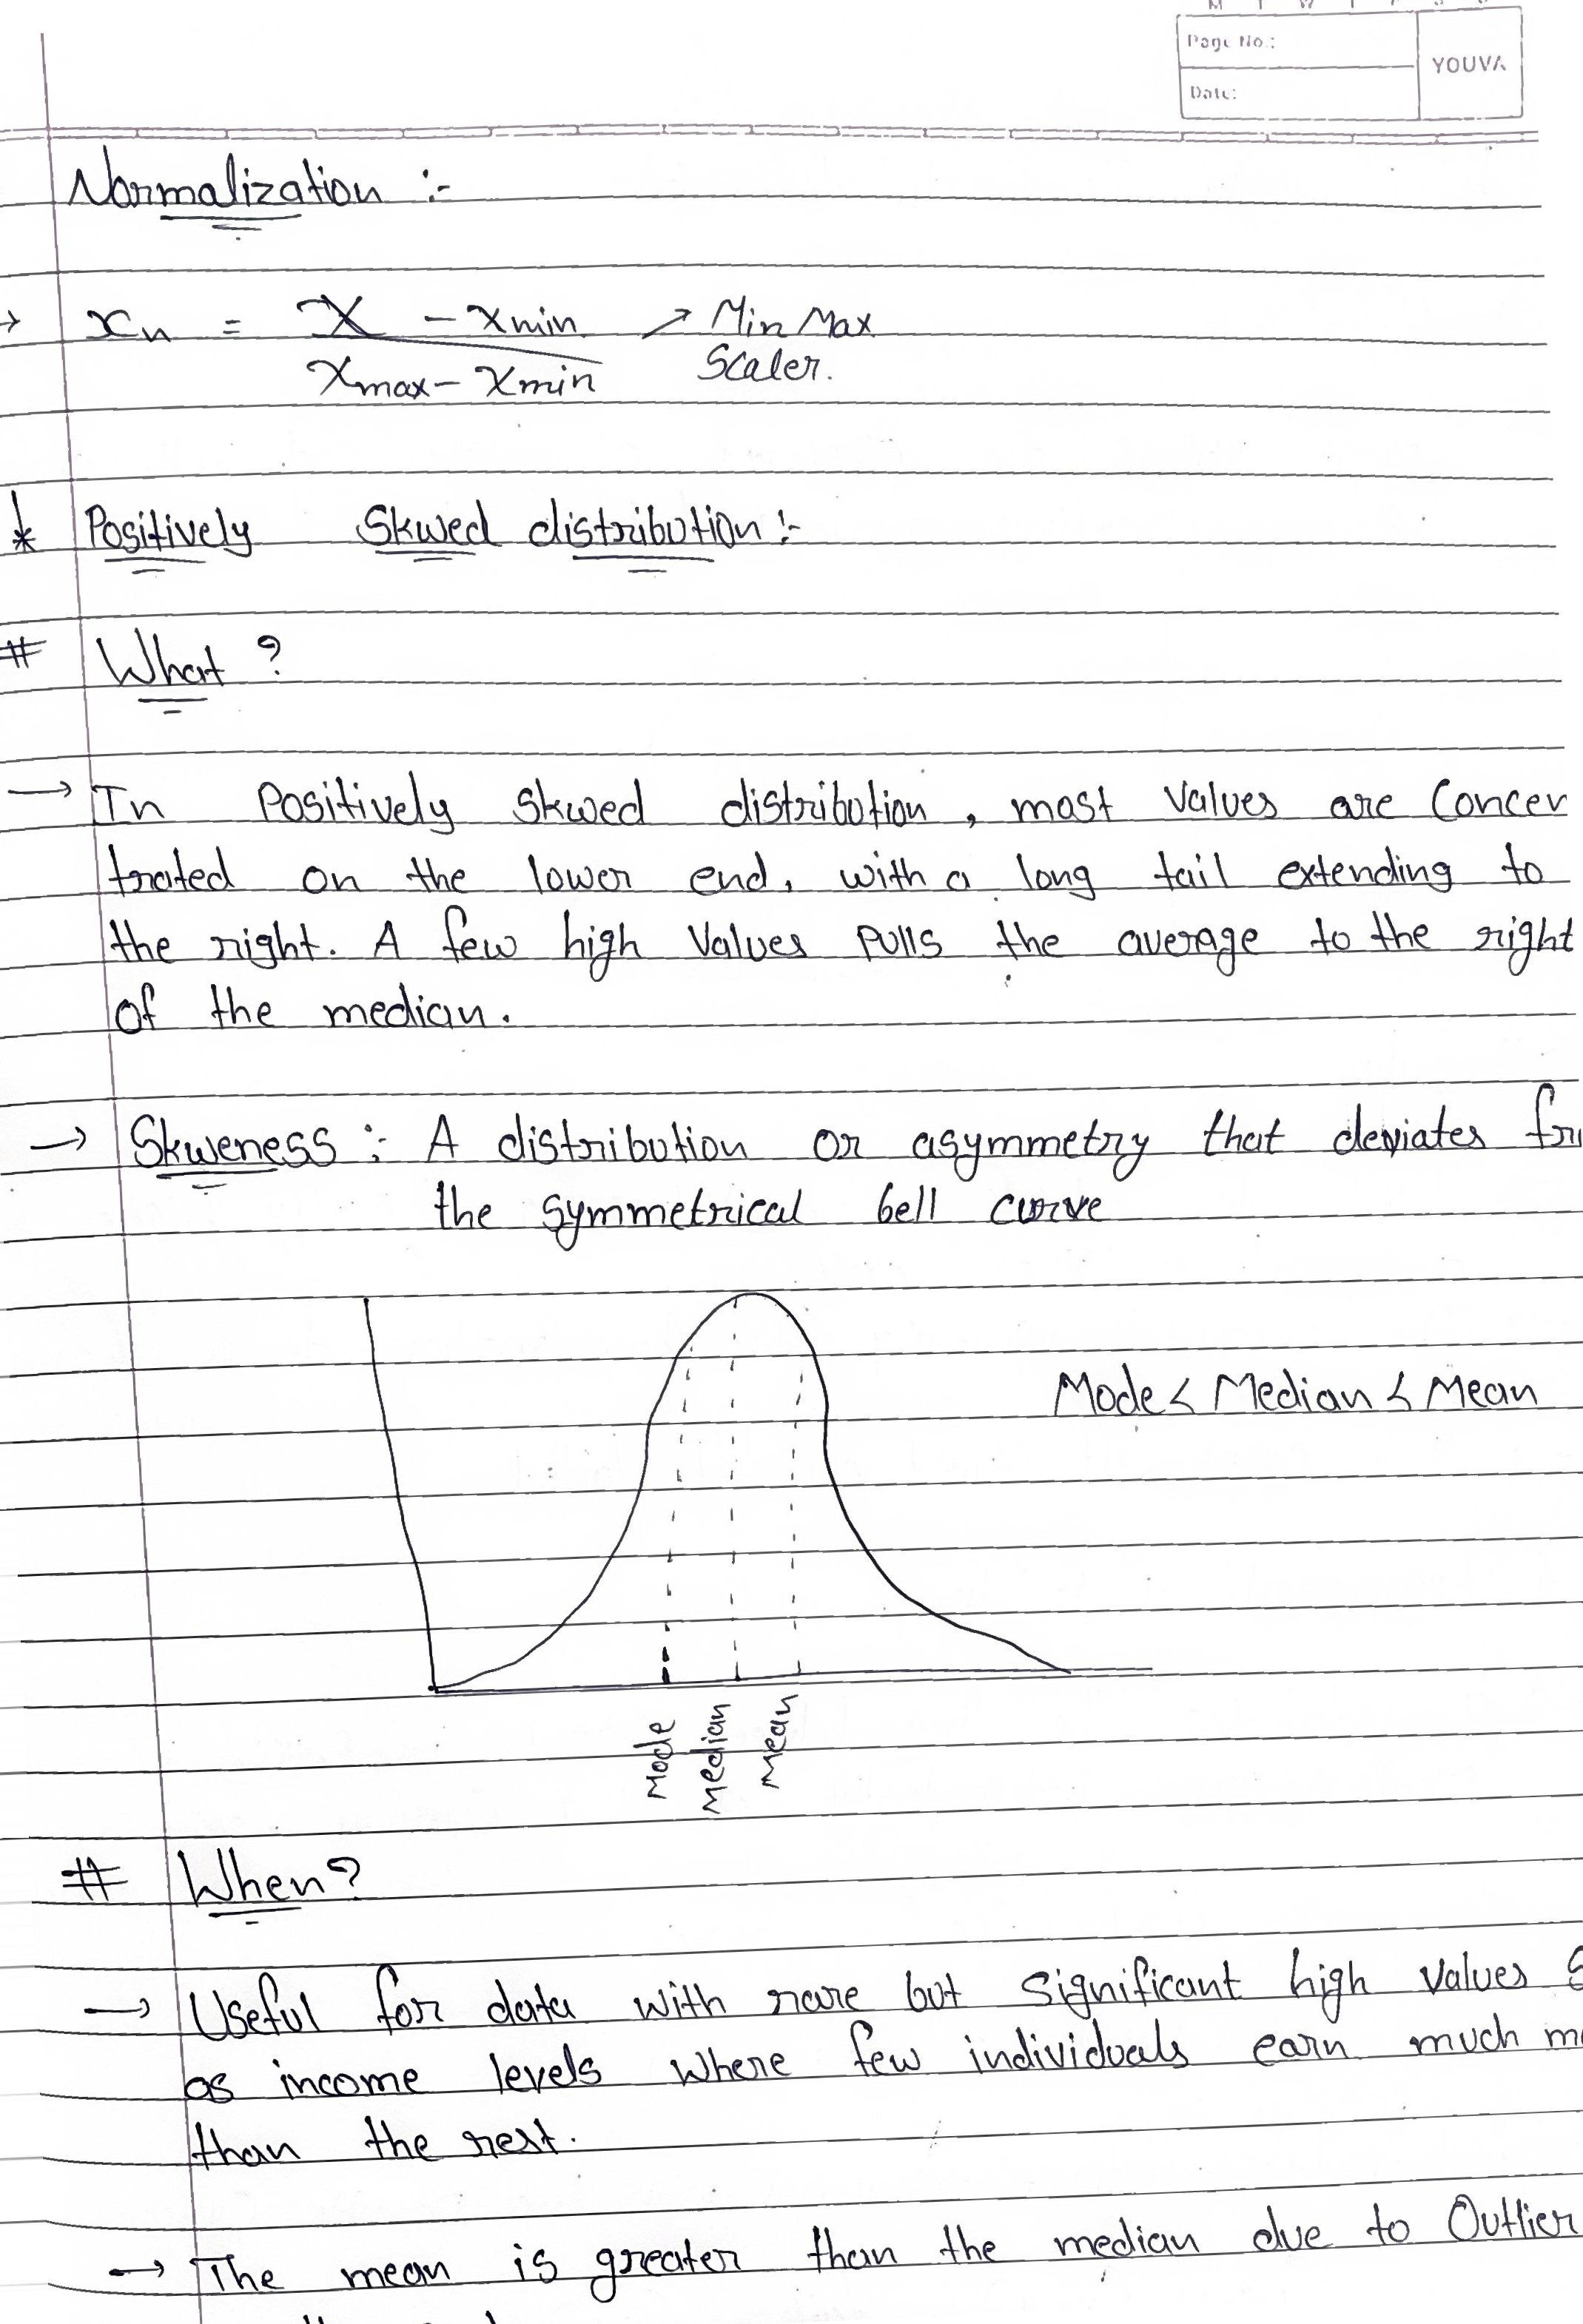 M T W T F S S
Page No.:
YOUVA
Date:
Normalization :-
→ xn = X - xmin / xmax - xmin ↗ Min Max
Scaler.
* Positively Skwed distribution :-
# What ?
→ In Positively Skwed distribution, most values are Concen
trated on the lower end, with a long tail extending to
the right. A few high values pulls the average to the right
of the median.
→ Skweness :- A distribution or asymmetry that deviates
the symmetrical bell curve
Mode < Median < Mean
Mode
Median
Mean
# When?
→ Useful for data with rare but significant high values
as income levels where few individuals earn much
than the rest.
→ The mean is greater than the median due to Outlier